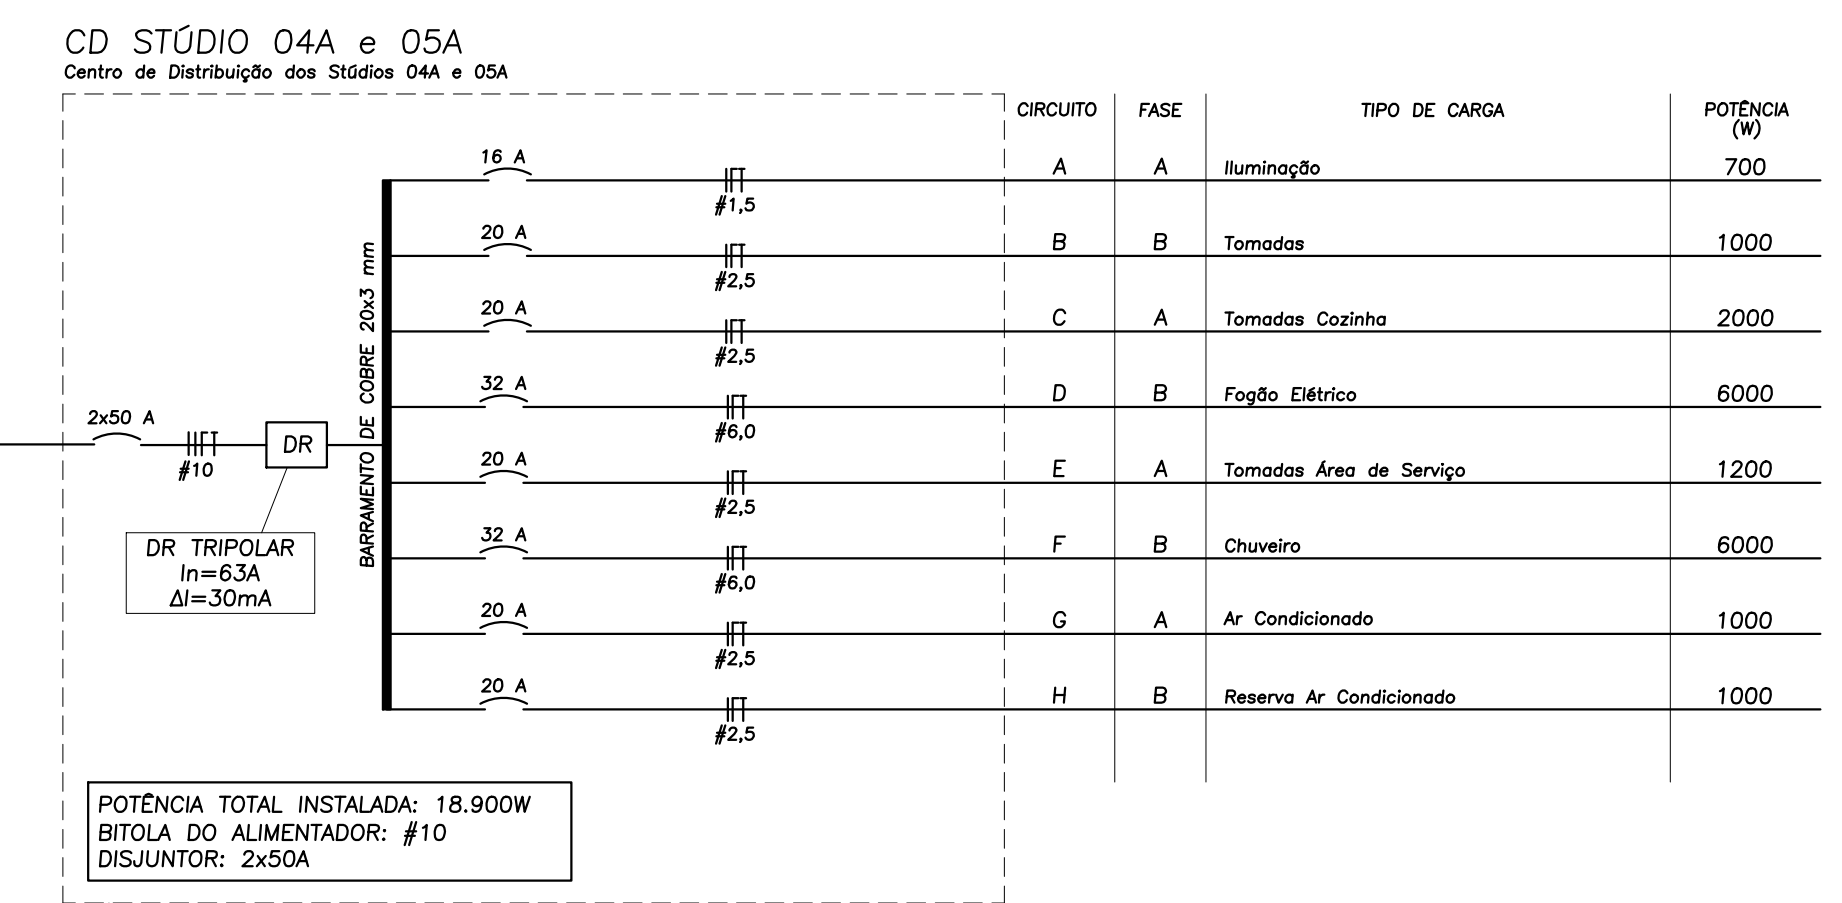 CD STÚDIO 04A e 05A
Centro de Distribuição dos Stúdios 04A e 05A
CIRCUITO FASE TIPO DE CARGA POTÊNCIA
(W)
16 A
#1,5
A A Iluminação 700
20 A
#2,5
B B Tomadas 1000
20 A
#2,5
C A Tomadas Cozinha 2000
32 A
#6,0
D B Fogão Elétrico 6000
20 A
#2,5
E A Tomadas Área de Serviço 1200
32 A
#6,0
F B Chuveiro 6000
20 A
#2,5
G A Ar Condicionado 1000
20 A
#2,5
H B Reserva Ar Condicionado 1000
BARRAMENTO DE COBRE 20x3 mm
2x50 A
#10
DR
DR TRIPOLAR
In=63A
ΔI=30mA
POTÊNCIA TOTAL INSTALADA: 18.900W
BITOLA DO ALIMENTADOR: #10
DISJUNTOR: 2x50A